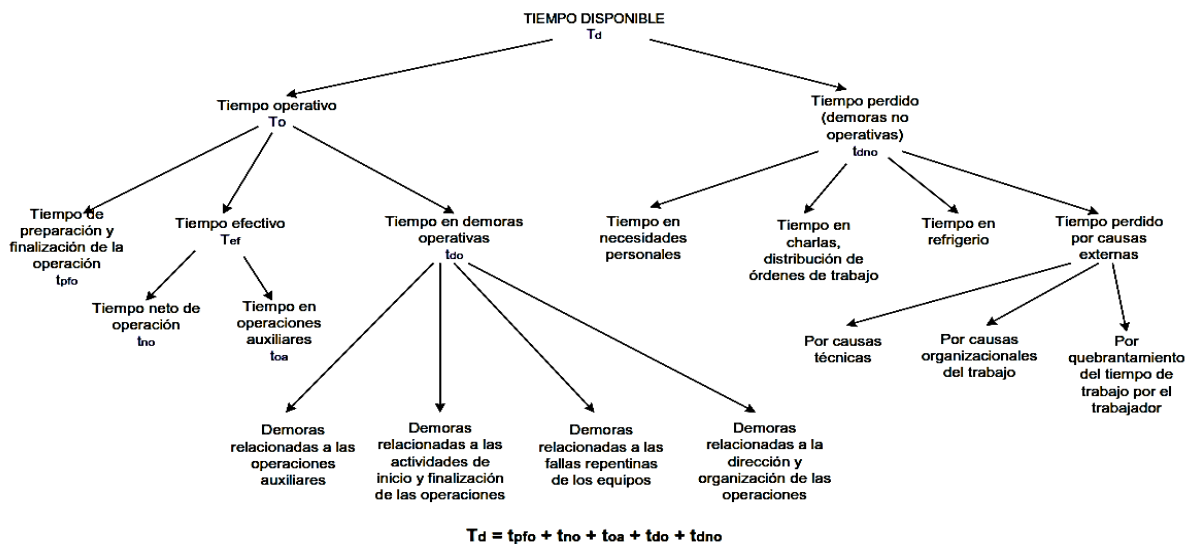 TIEMPO DISPONIBLE
Td
Tiempo operativo
To
Tiempo perdido
(demoras no
operativas)
tdno
Tiempo de
preparación y
finalización de la
operación
tpfo
Tiempo efectivo
Tef
Tiempo en demoras
operativas
tdo
Tiempo en
necesidades
personales
Tiempo en
charlas,
distribución de
órdenes de trabajo
Tiempo en
refrigerio
Tiempo perdido
por causas
externas
Tiempo neto de
operación
tno
Tiempo en
operaciones
auxiliares
toa
Por causas
técnicas
Por causas
organizacionales
del trabajo
Por
quebrantamiento
del tiempo de
trabajo por el
trabajador
Demoras
relacionadas a las
operaciones
auxiliares
Demoras
relacionadas a las
actividades de
inicio y finalización
de las operaciones
Demoras
relacionadas a las
fallas repentinas
de los equipos
Demoras
relacionadas a la
dirección y
organización de las
operaciones
Td = tpfo + tno + toa + tdo + tdno